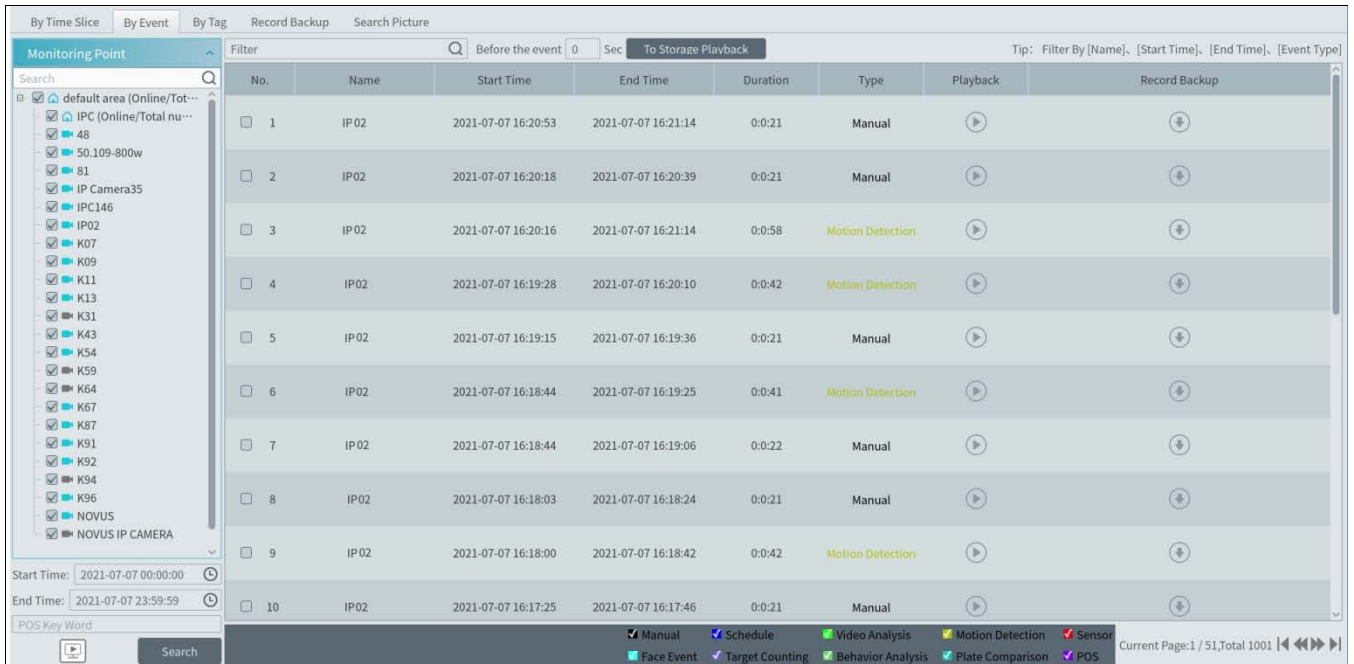 By Time Slice By Event By Tag Record Backup Search Picture
Monitoring Point
Search
default area (Online/Tot···
IPC (Online/Total nu···
48
50.109-800w
81
IP Camera35
IPC146
IP02
K07
K09
K11
K13
K31
K43
K54
K59
K64
K67
K87
K91
K92
K94
K96
NOVUS
NOVUS IP CAMERA
Start Time: 2021-07-07 00:00:00
End Time: 2021-07-07 23:59:59
POS Key Word
Search
Filter Before the event 0 Sec To Storage Playback Tip: Filter By [Name]、[Start Time]、[End Time]、[Event Type]
No. Name Start Time End Time Duration Type Playback Record Backup
1 IP02 2021-07-07 16:20:53 2021-07-07 16:21:14 0:0:21 Manual
2 IP02 2021-07-07 16:20:18 2021-07-07 16:20:39 0:0:21 Manual
3 IP02 2021-07-07 16:20:16 2021-07-07 16:21:14 0:0:58 Motion Detection
4 IP02 2021-07-07 16:19:28 2021-07-07 16:20:10 0:0:42 Motion Detection
5 IP02 2021-07-07 16:19:15 2021-07-07 16:19:36 0:0:21 Manual
6 IP02 2021-07-07 16:18:44 2021-07-07 16:19:25 0:0:41 Motion Detection
7 IP02 2021-07-07 16:18:44 2021-07-07 16:19:06 0:0:22 Manual
8 IP02 2021-07-07 16:18:03 2021-07-07 16:18:24 0:0:21 Manual
9 IP02 2021-07-07 16:18:00 2021-07-07 16:18:42 0:0:42 Motion Detection
10 IP02 2021-07-07 16:17:25 2021-07-07 16:17:46 0:0:21 Manual
Manual Schedule Video Analysis Motion Detection Sensor
Face Event Target Counting Behavior Analysis Plate Comparison POS
Current Page:1 / 51,Total 1001